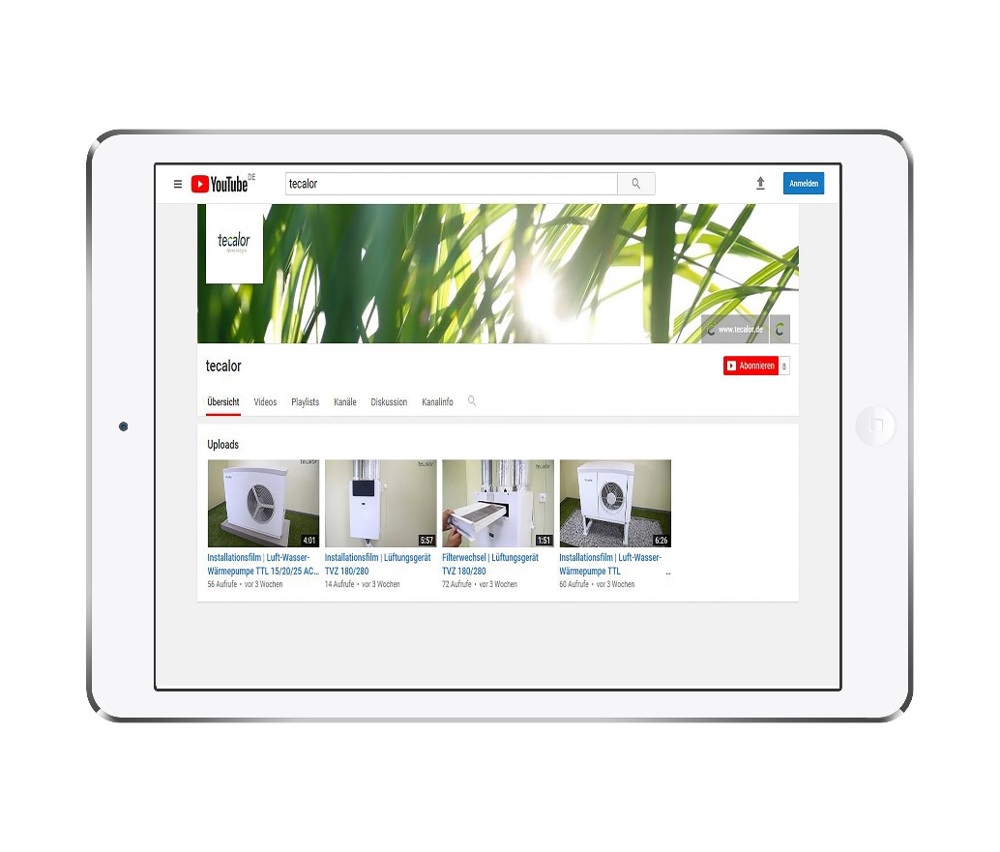 YouTube DE
tecalor
Anmelden
tecalor
www.tecalor.de
tecalor
Abonnieren 8
Übersicht Videos Playlists Kanäle Diskussion Kanalinfo
Uploads
tecalor
tecalor
tecalor
tecalor
4:01
5:57
1:51
6:26
Installationsfilm | Luft-Wasser-
Wärmepumpe TTL 15/20/25 AC...
56 Aufrufe • vor 3 Wochen
Installationsfilm | Lüftungsgerät
TVZ 180/280
14 Aufrufe • vor 3 Wochen
Filterwechsel | Lüftungsgerät
TVZ 180/280
72 Aufrufe • vor 3 Wochen
Installationsfilm | Luft-Wasser-
Wärmepumpe TTL ...
60 Aufrufe • vor 3 Wochen